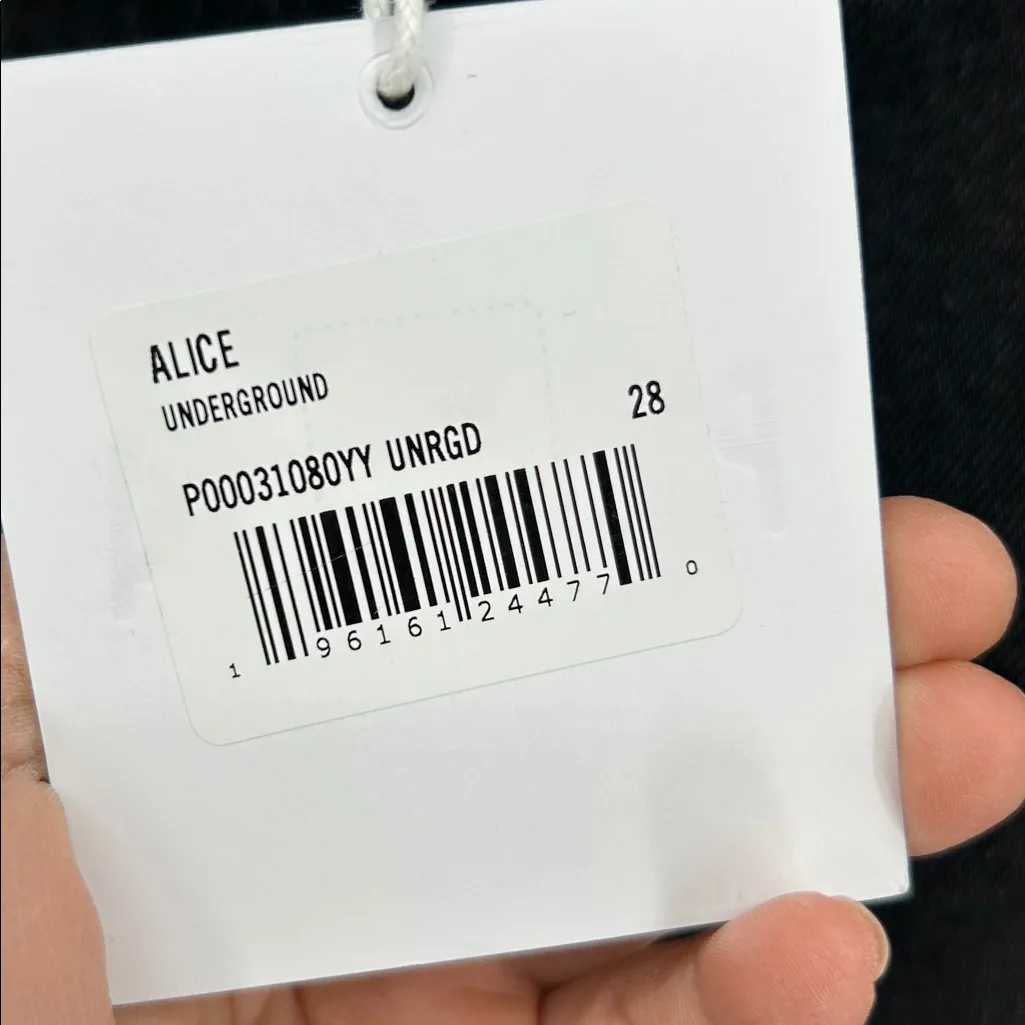 ALICE
UNDERGROUND
28
P00031080YY UNRGD
1 96161 24477 0